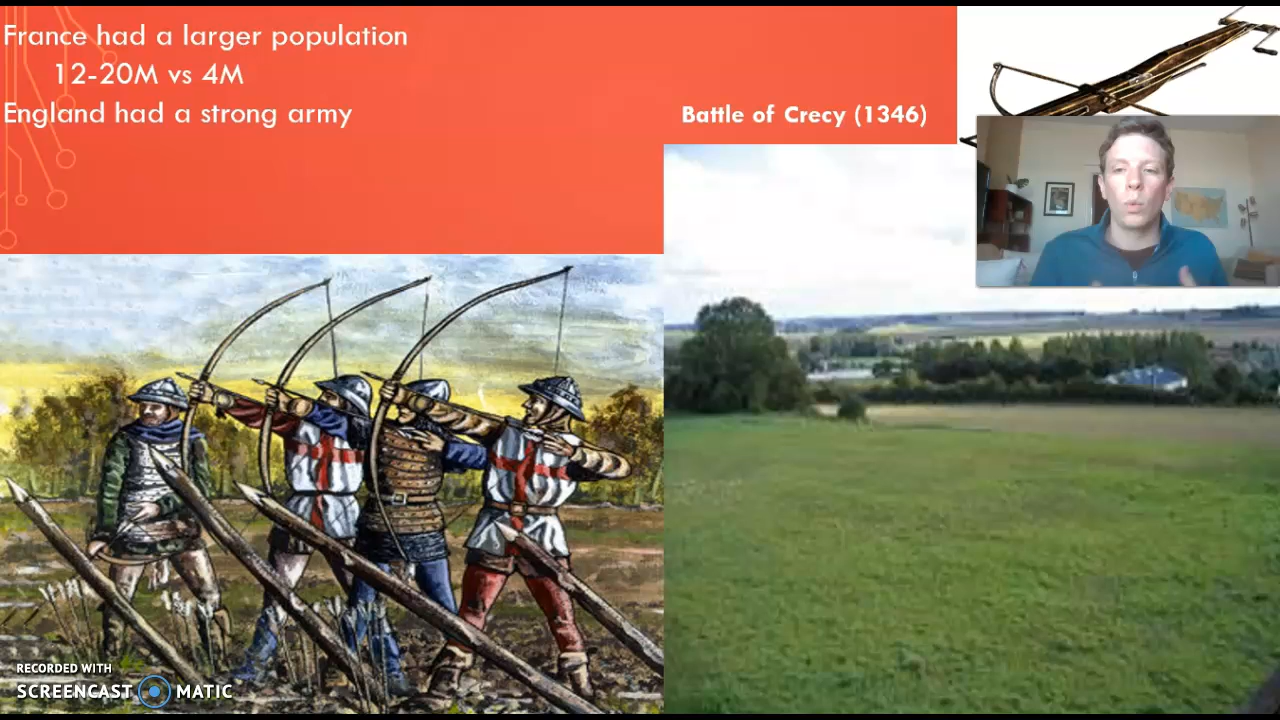 France had a larger population
12-20M vs 4M
England had a strong army
Battle of Crecy (1346)
RECORDED WITH
SCREENCAST MATIC